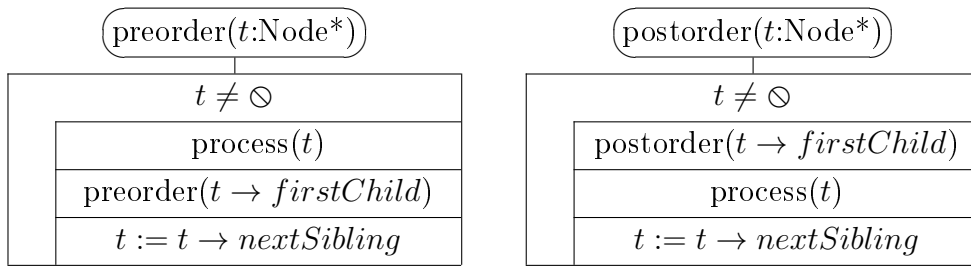 preorder(t:Node*)
t ≠ ⦸
process(t)
preorder(t → firstChild)
t := t → nextSibling
postorder(t:Node*)
t ≠ ⦸
postorder(t → firstChild)
process(t)
t := t → nextSibling